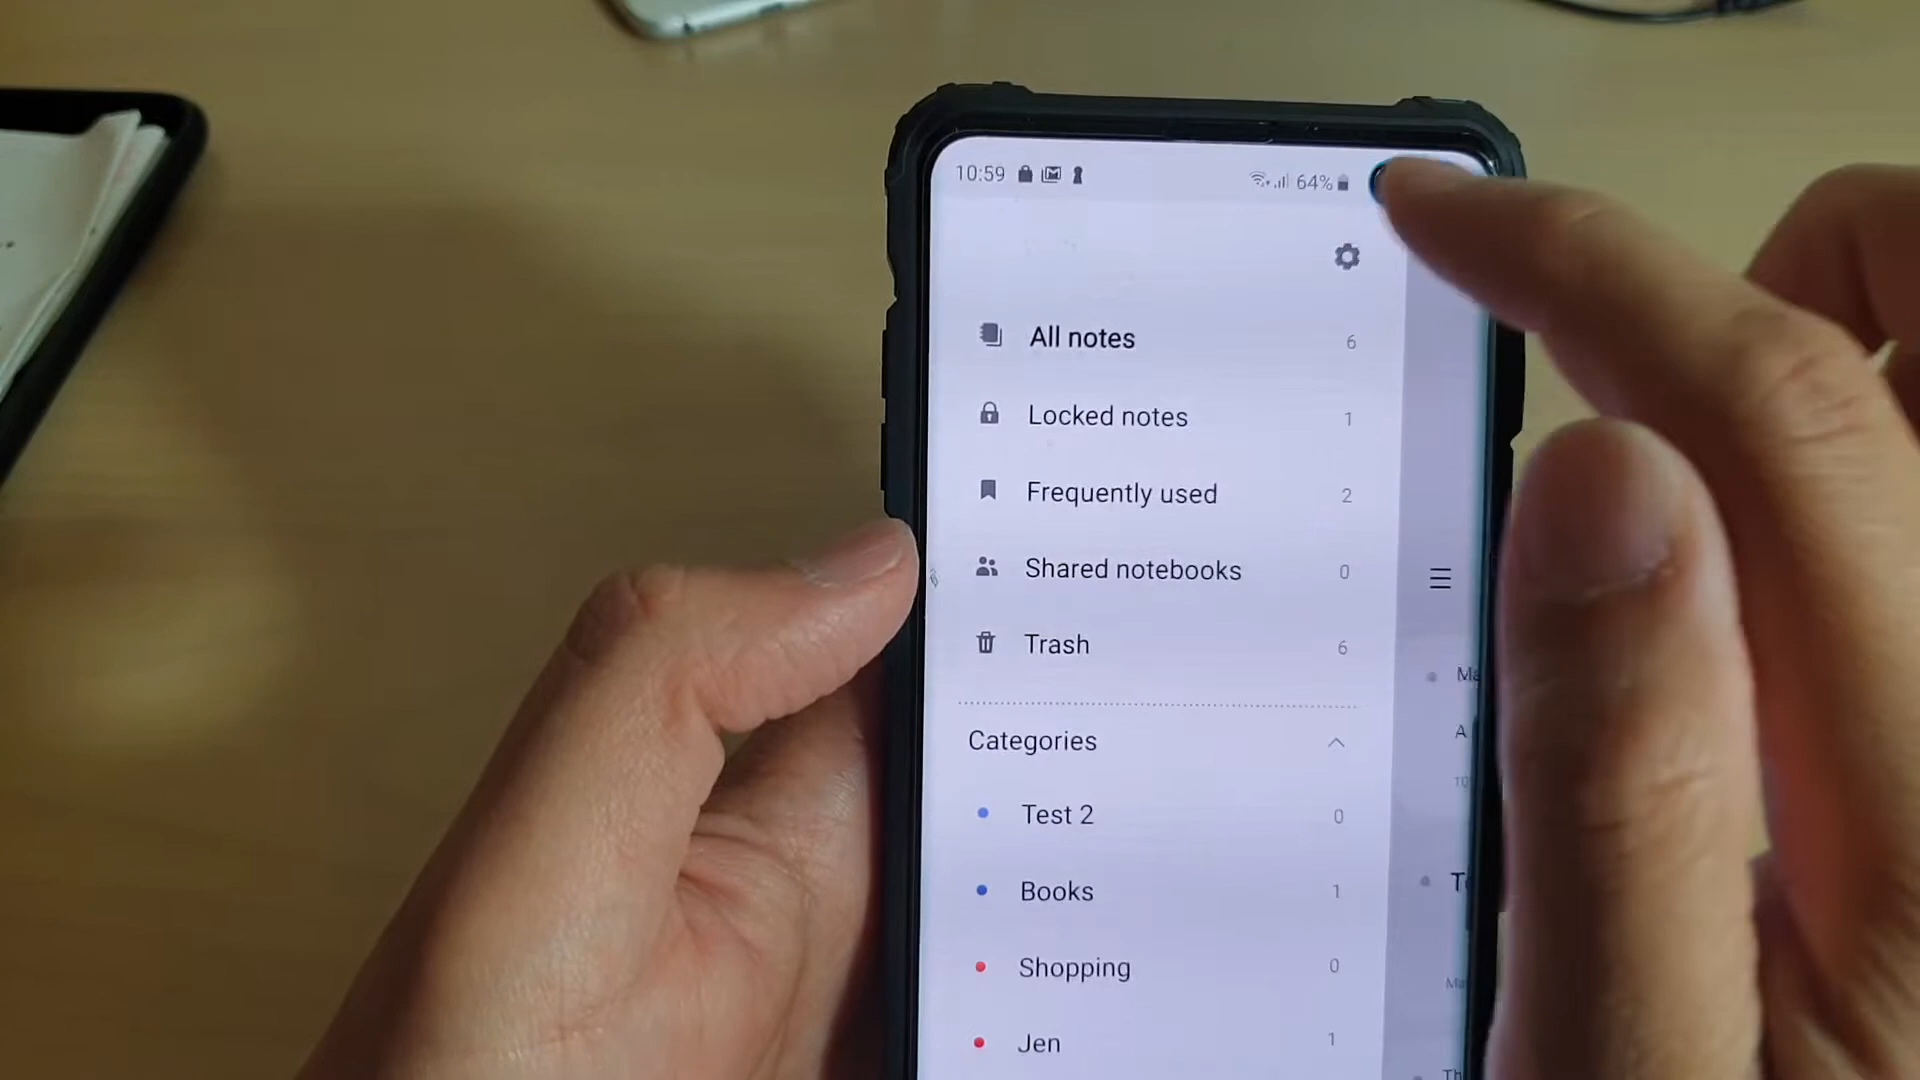 10:59 64%
All notes 6
Locked notes 1
Frequently used 2
Shared notebooks 0
Trash 6
Categories
Test 2 0
Books 1
Shopping 0
Jen 1
A